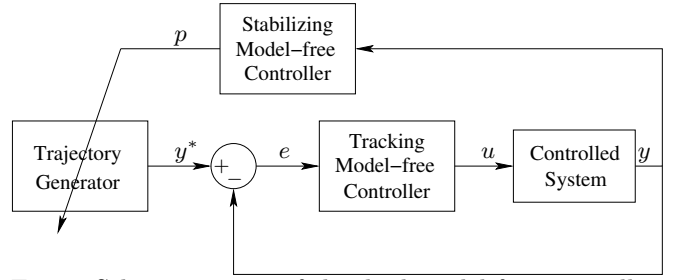 Stabilizing
Model−free
Controller
p
Trajectory
Generator
y*
+
−
e
Tracking
Model−free
Controller
u
Controlled
System
y